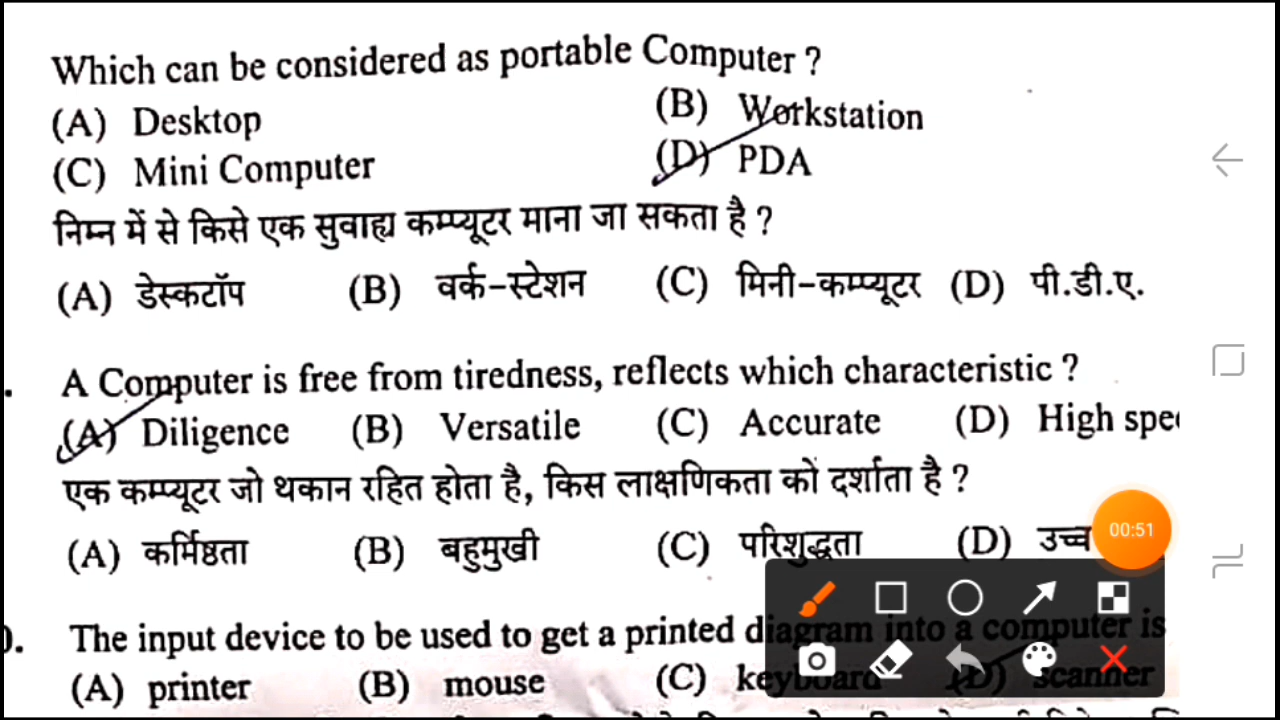 Which can be considered as portable Computer ?
(A) Desktop (B) Workstation
(C) Mini Computer (D) PDA
निम्न में से किसे एक सुवाह्य कम्प्यूटर माना जा सकता है ?
(A) डेस्कटॉप (B) वर्क-स्टेशन (C) मिनी-कम्प्यूटर (D) पी.डी.ए.
. A Computer is free from tiredness, reflects which characteristic ?
(A) Diligence (B) Versatile (C) Accurate (D) High
एक कम्प्यूटर जो थकान रहित होता है, किस लाक्षणिकता को दर्शाता है ?
(A) कर्मिष्ठता (B) बहुमुखी (C) परिशुद्धता (D) उच्च
00:51
). The input device to be used to get a printed diagram into a computer is
(A) printer (B) mouse (C) keyboard (D) scanner